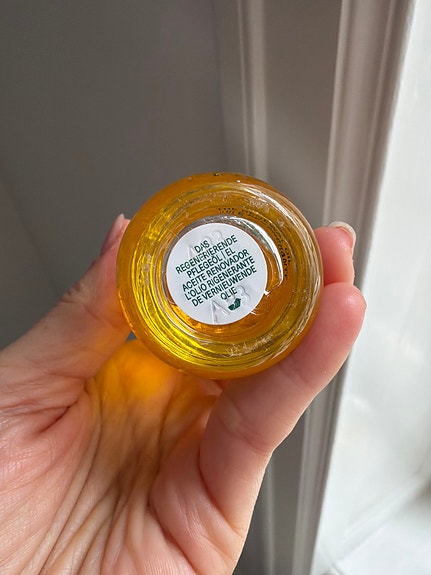 DAS
REGENERIERENDE
PFLEGEÖL | EL
ACEITE RENOVADOR
L'OLIO RIGENERANTE
DE VERNIEUWENDE
OLIE